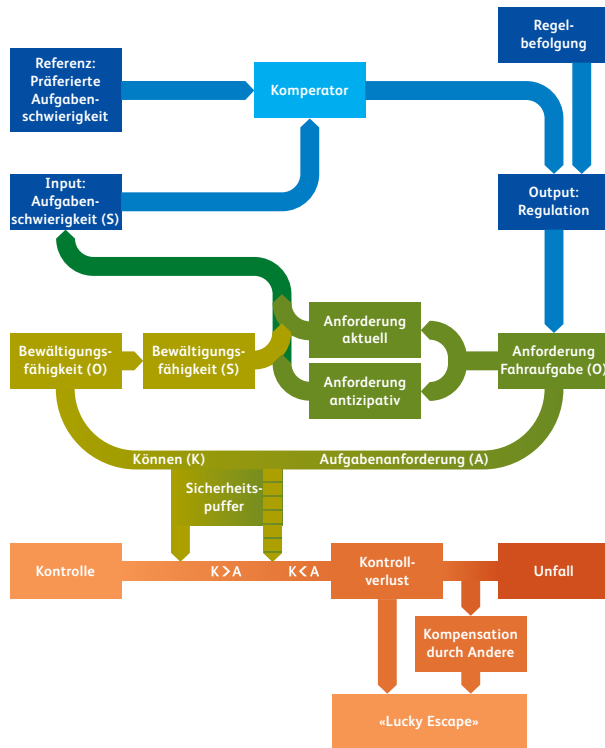 Regel-
befolgung
Referenz:
Präferierte
Aufgaben-
schwierigkeit
Komperator
Input:
Aufgaben-
schwierigkeit (S)
Output:
Regulation
Anforderung
aktuell
Bewältigungs-
fähigkeit (O)
Bewältigungs-
fähigkeit (S)
Anforderung
antizipativ
Anforderung
Fahraufgabe (O)
Können (K)
Aufgabenanforderung (A)
Sicherheits-
puffer
Kontrolle
K>A
K<A
Kontroll-
verlust
Unfall
Kompensation
durch Andere
«Lucky Escape»